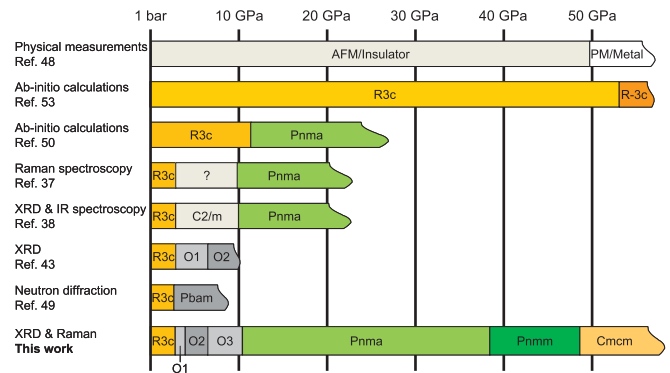 1 bar 10 GPa 20 GPa 30 GPa 40 GPa 50 GPa
Physical measurements
Ref. 48
AFM/Insulator PM/Metal
Ab-initio calculations
Ref. 53
R3c R-3c
Ab-initio calculations
Ref. 50
R3c Pnma
Raman spectroscopy
Ref. 37
R3c ? Pnma
XRD & IR spectroscopy
Ref. 38
R3c C2/m Pnma
XRD
Ref. 43
R3c O1 O2
Neutron diffraction
Ref. 49
R3c Pbam
XRD & Raman
This work
R3c O2 O3 Pnma Pnmm Cmcm
O1